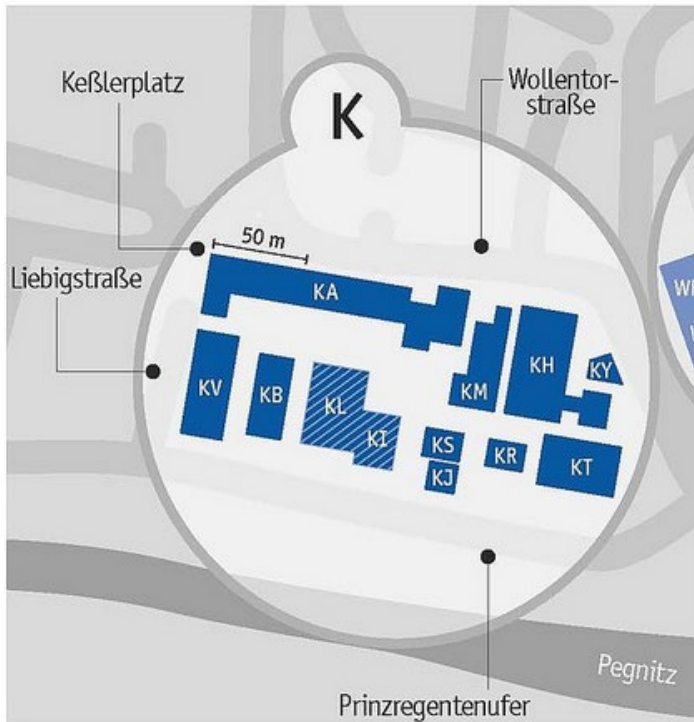 Keßlerplatz
K
Wollentor-
straße
50 m
Liebigstraße
KA
KV
KB
KL
KI
KM
KH
KY
KS
KJ
KR
KT
Pegnitz
Prinzregentenufer